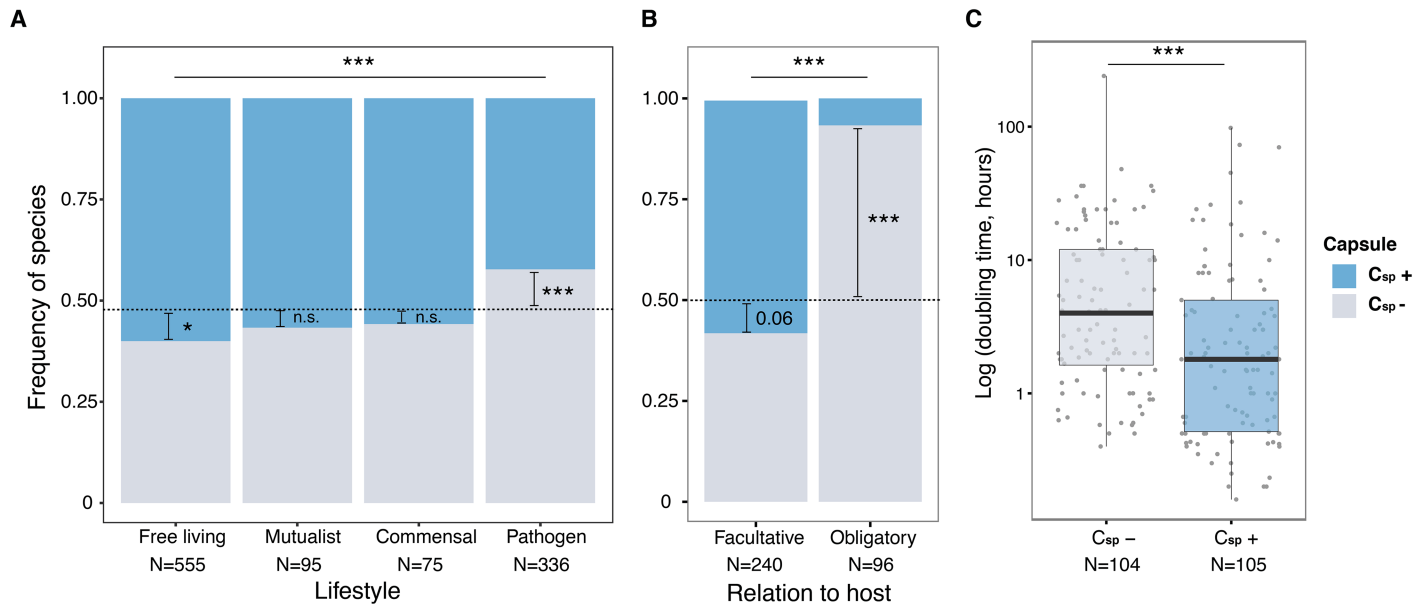 A
***
1.00
0.75
0.50
0.25
0
Frequency of species
*
n.s.
n.s.
***
Free living
Mutualist
Commensal
Pathogen
N=555
N=95
N=75
N=336
Lifestyle
B
***
1.00
0.75
0.50
0.25
0
0.06
***
Facultative
Obligatory
N=240
N=96
Relation to host
C
***
100
10
1
Log (doubling time, hours)
Csp −
Csp +
N=104
N=105
Capsule
Csp +
Csp -